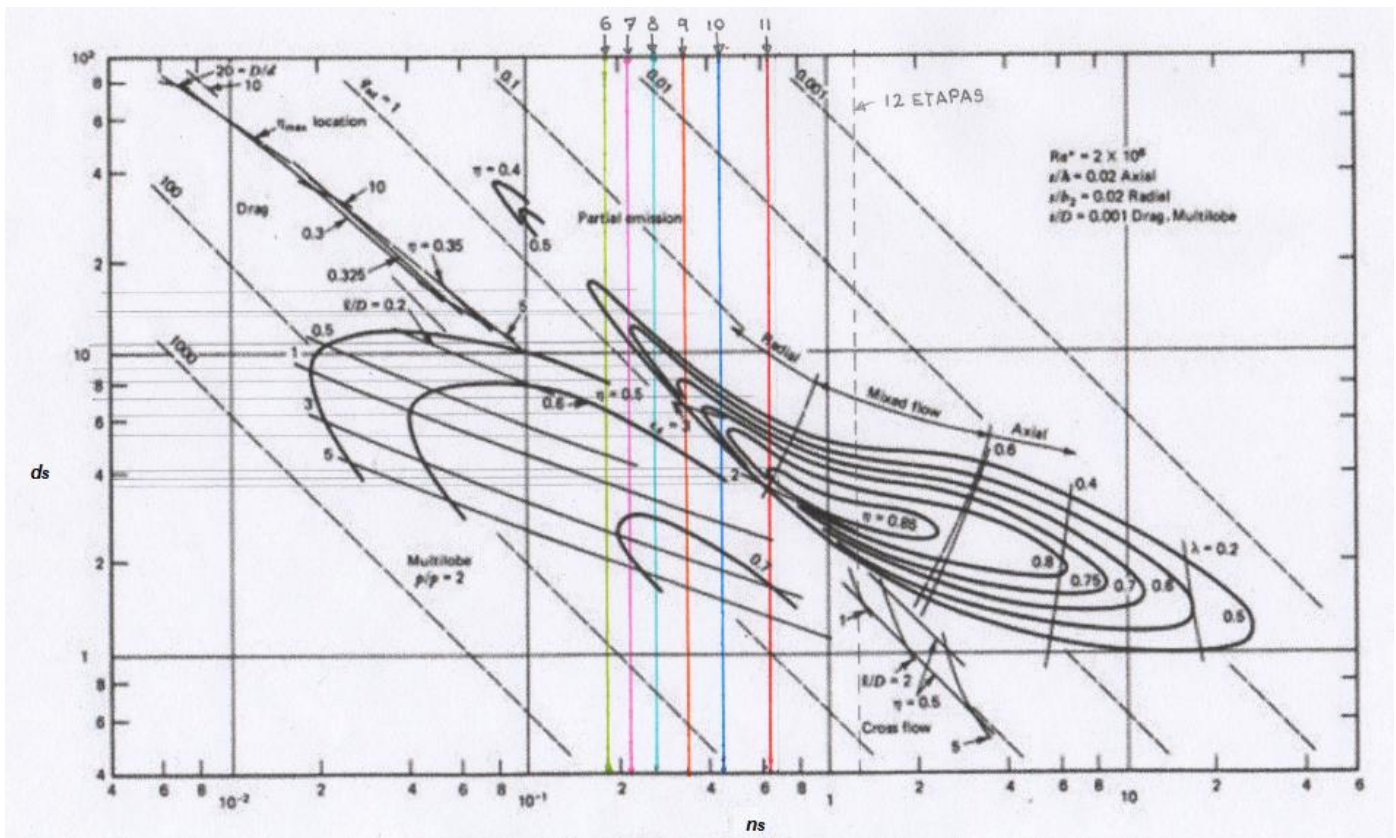 6 7 8 9 10 11
10²
8
6
4
2
10
8
6
4
2
1
8
6
4
ds
20 = D/d
10
ηmax location
= 1
0.1
0.01
0.001
12 ETAPAS
Re* = 2 X 10⁶
s/h = 0.02 Axial
s/b₂ = 0.02 Radial
s/D = 0.001 Drag, Multilobe
η = 0.4
0.5
Partial emission
100
Drag
10
0.3
η = 0.35
0.325
ℓ/D = 0.2
5
1000
0.5
1
3
5
0.6
η = 0.5
= 3
2
Radial
Mixed flow
Axial
0.6
0.4
η = 0.85
λ = 0.2
0.8
0.75
0.7
0.6
0.5
Multilobe
p/p = 2
0.7
1
ℓ/D = 2
η = 0.5
Cross flow
5
4 6 8 10⁻² 2 4 6 8 10⁻¹ 2 4 6 8 1 2 4 6 8 10 2 4 6
ns